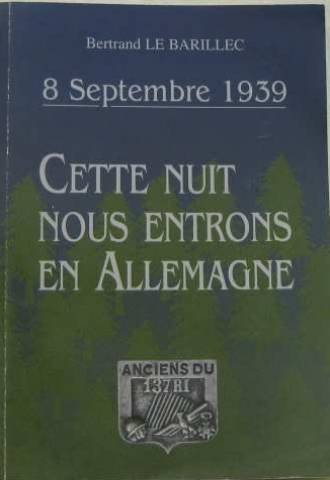 Bertrand LE BARILLEC
8 Septembre 1939
CETTE NUIT
NOUS ENTRONS
EN ALLEMAGNE
ANCIENS DU
137 RI